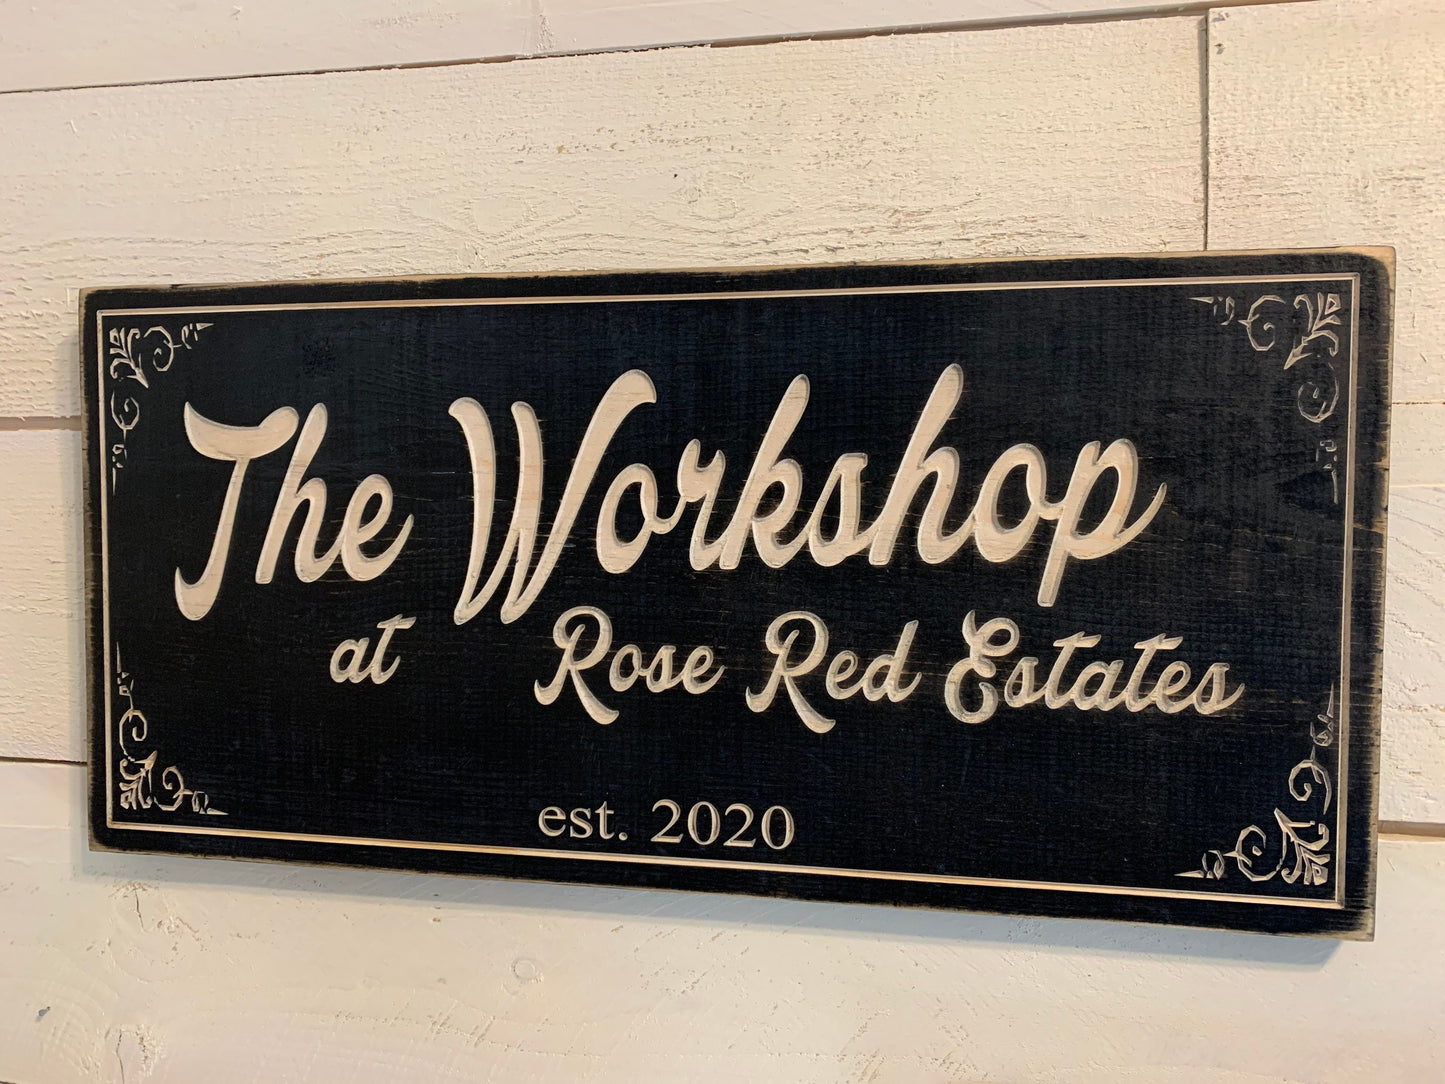 The Workshop
at Rose Red Estates
est. 2020